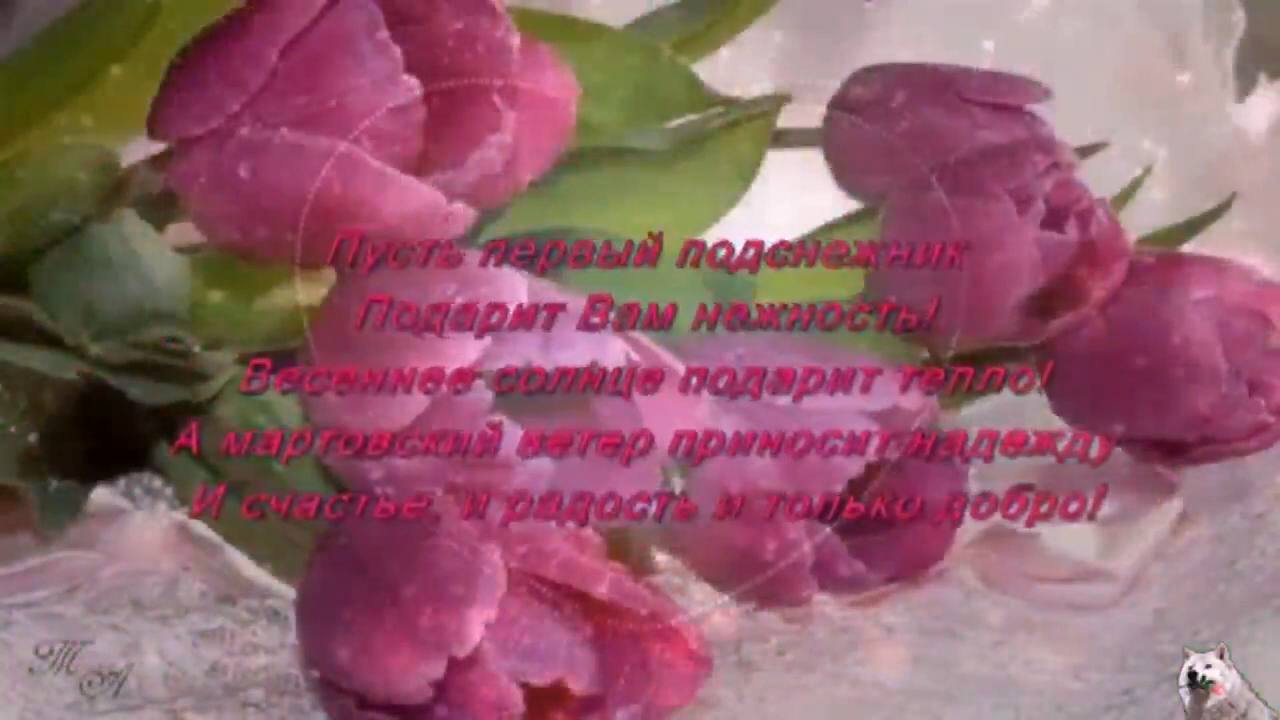 Пусть первый подснежник
Подарит Вам нежность!
Весеннее солнце подарит тепло!
А мартовский ветер приносит надежду
И счастье, и радость и только добро!